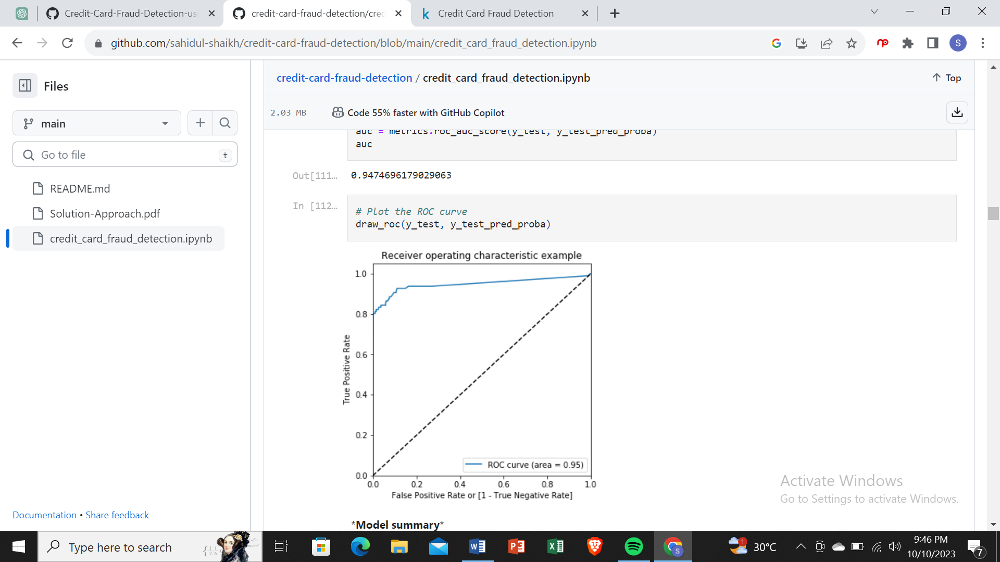 Credit-Card-Fraud-Detection-usi
credit-card-fraud-detection/cred
Credit Card Fraud Detection
github.com/sahidul-shaikh/credit-card-fraud-detection/blob/main/credit_card_fraud_detection.ipynb
S
Files
main
Go to file
t
README.md
Solution-Approach.pdf
credit_card_fraud_detection.ipynb
Documentation • Share feedback
credit-card-fraud-detection / credit_card_fraud_detection.ipynb
Top
2.03 MB
Code 55% faster with GitHub Copilot
auc = metrics.roc_auc_score(y_test, y_test_pred_proba)
auc
Out[111…
0.9474696179029063
In [112…
# Plot the ROC curve
draw_roc(y_test, y_test_pred_proba)
Receiver operating characteristic example
1.0
0.8
0.6
0.4
0.2
0.0
True Positive Rate
ROC curve (area = 0.95)
0.0 0.2 0.4 0.6 0.8 1.0
False Positive Rate or [1 - True Negative Rate]
*Model summary*
Activate Windows
Go to Settings to activate Windows.
Type here to search
1
30°C
9:46 PM
10/10/2023
7